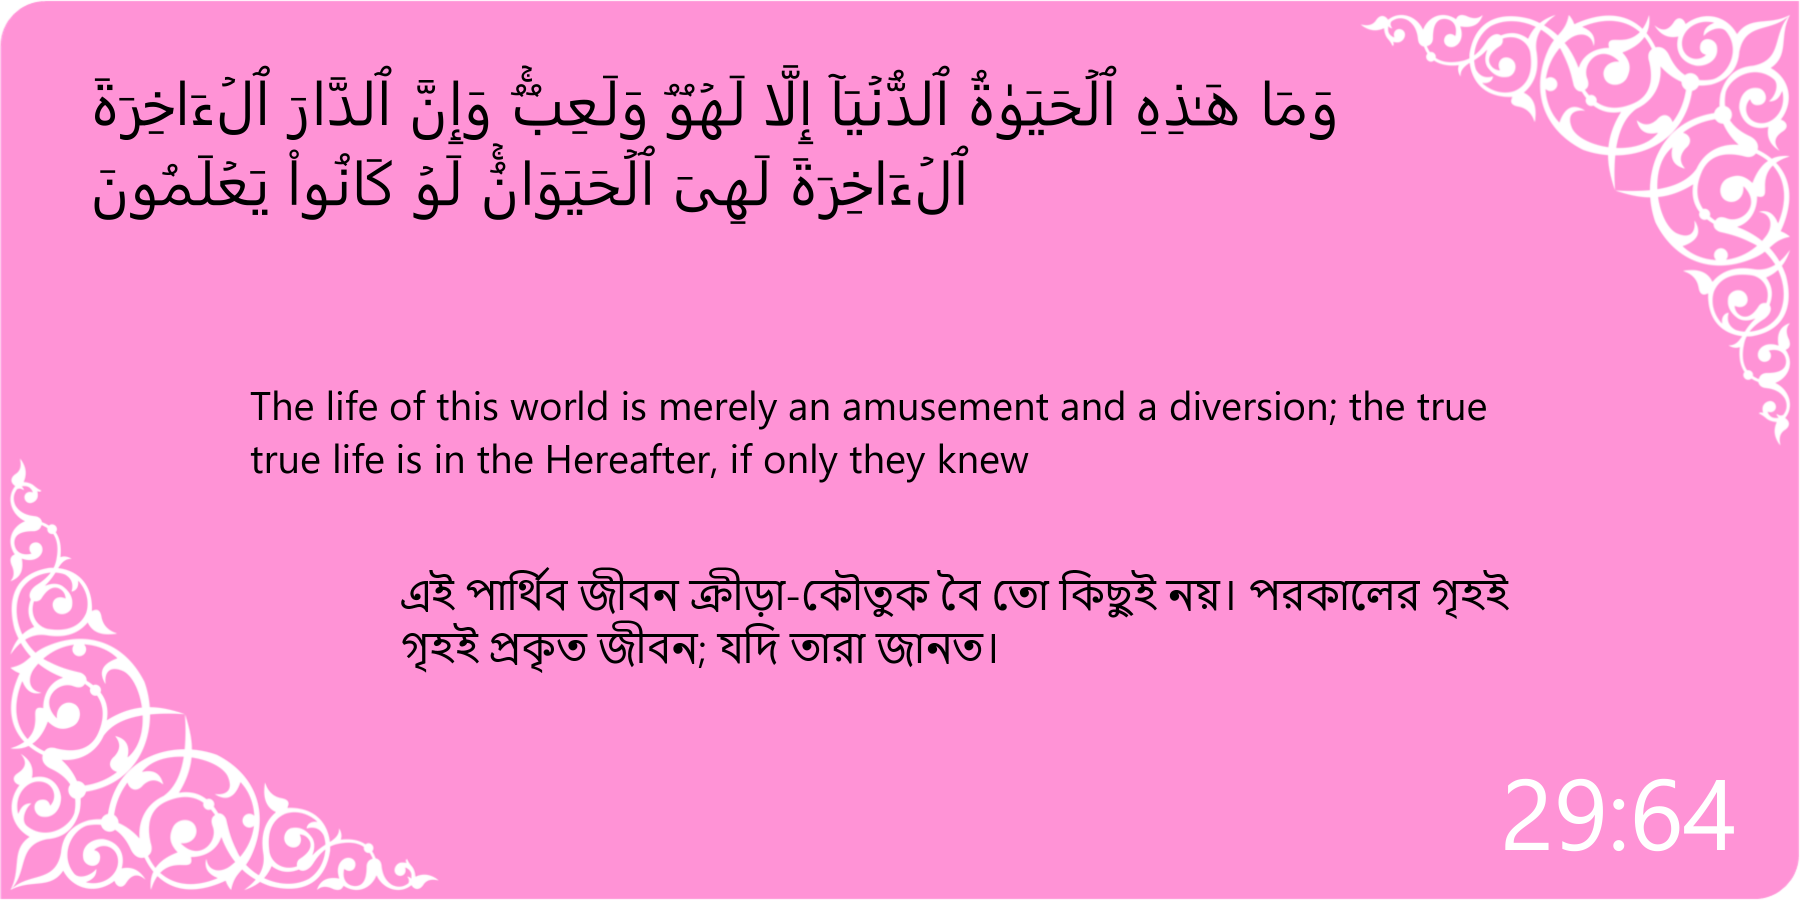 وَمَا هَـٰذِهِ ٱلْحَيَوٰةُ ٱلدُّنْيَآ إِلَّا لَهْوٌ وَلَعِبٌ ۚ وَإِنَّ ٱلدَّارَ ٱلْـَٔاخِرَةَ
ٱلْـَٔاخِرَةَ لَهِىَ ٱلْحَيَوَانُ ۚ لَوْ كَانُوا۟ يَعْلَمُونَ
The life of this world is merely an amusement and a diversion; the true
true life is in the Hereafter, if only they knew
এই পার্থিব জীবন ক্রীড়া-কৌতুক বৈ তো কিছুই নয়। পরকালের গৃহই
গৃহই প্রকৃত জীবন; যদি তারা জানত।
29:64